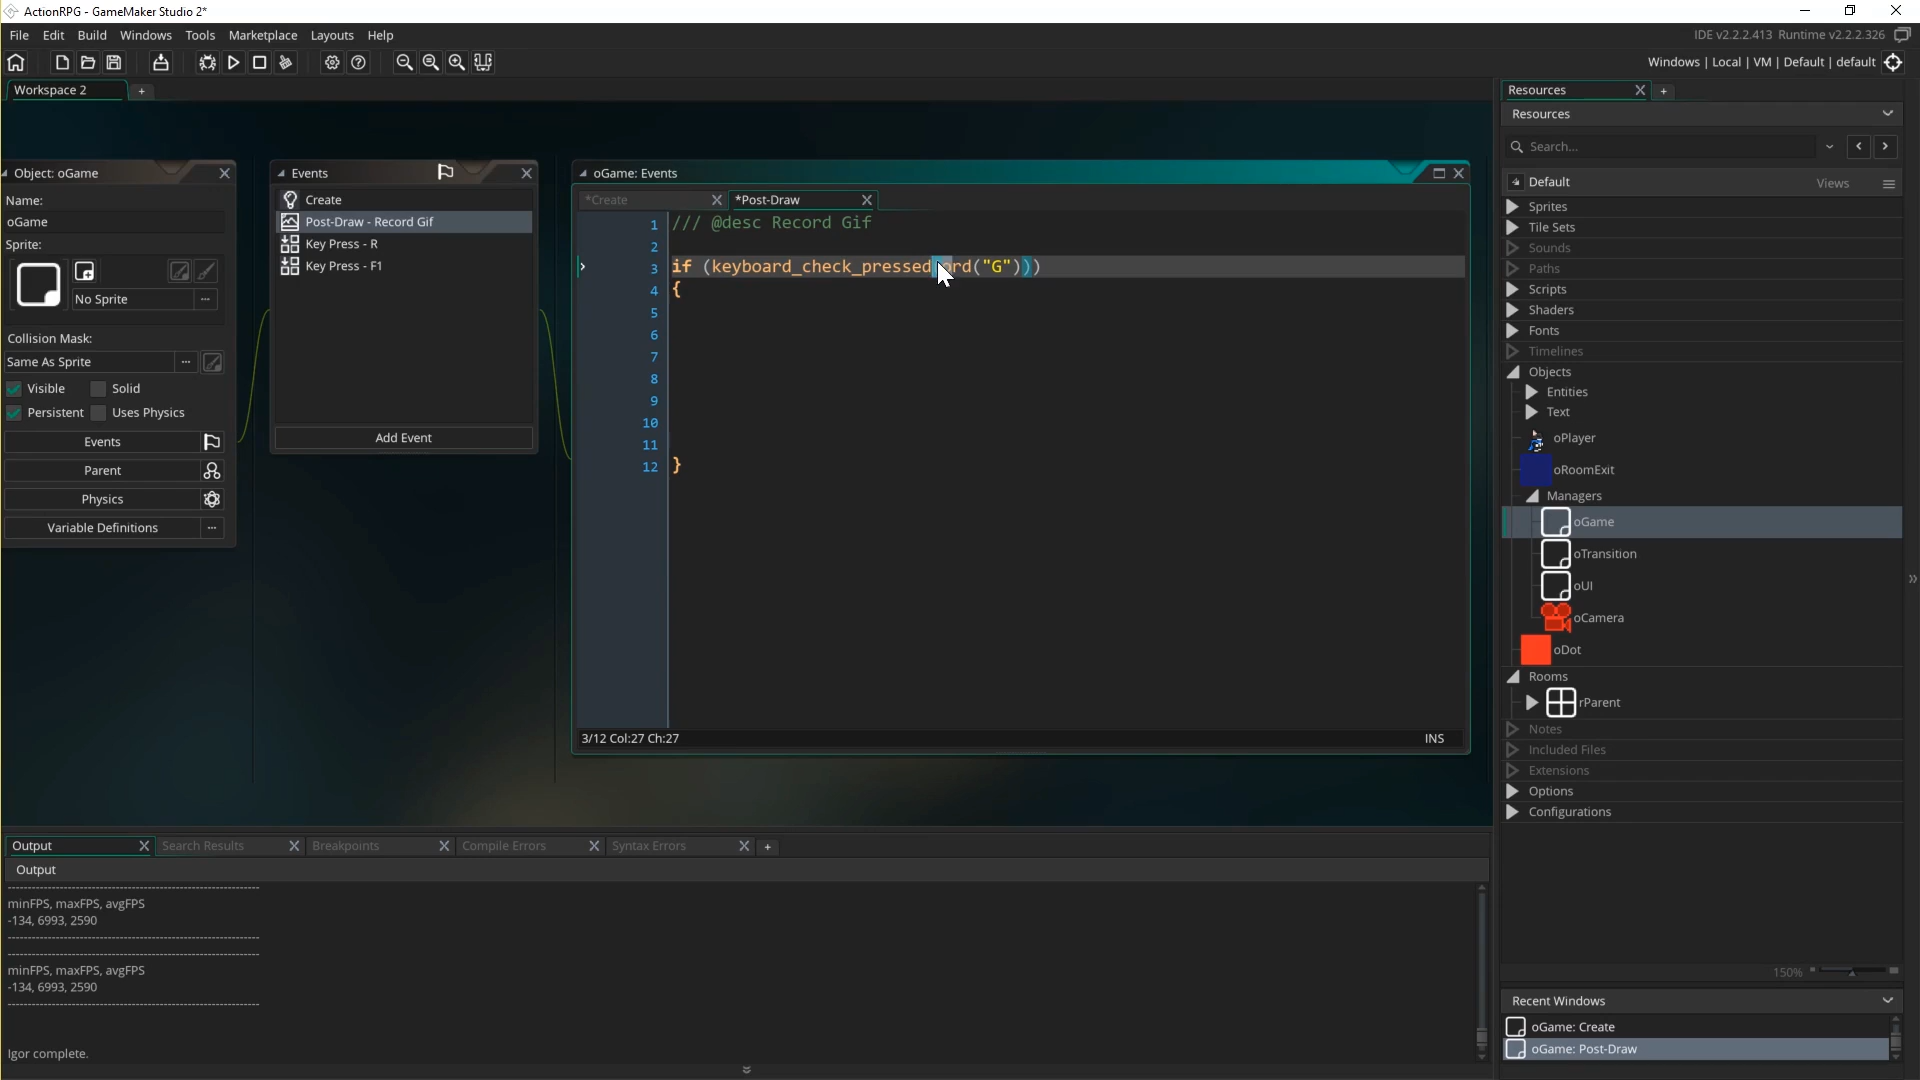 ActionRPG - GameMaker Studio 2*
File Edit Build Windows Tools Marketplace Layouts Help
IDE v2.2.2.413 Runtime v2.2.2.326
Windows | Local | VM | Default | default
Workspace 2
Object: oGame
Name:
oGame
Sprite:
No Sprite
Collision Mask:
Same As Sprite
Visible Solid
Persistent Uses Physics
Events
Parent
Physics
Variable Definitions
Events
Create
Post-Draw - Record Gif
Key Press - R
Key Press - F1
Add Event
oGame: Events
*Create *Post-Draw
1 /// @desc Record Gif
2
3 if (keyboard_check_pressed(ord("G")))
4 {
5
6
7
8
9
10
11
12 }
3/12 Col:27 Ch:27 INS
Output Search Results Breakpoints Compile Errors Syntax Errors
Output
minFPS, maxFPS, avgFPS
-134, 6993, 2590
minFPS, maxFPS, avgFPS
-134, 6993, 2590
Igor complete.
Resources
Resources
Search...
Default Views
Sprites
Tile Sets
Sounds
Paths
Scripts
Shaders
Fonts
Timelines
Objects
Entities
Text
oPlayer
oRoomExit
Managers
oGame
oTransition
oUI
oCamera
oDot
Rooms
rParent
Notes
Included Files
Extensions
Options
Configurations
150%
Recent Windows
oGame: Create
oGame: Post-Draw